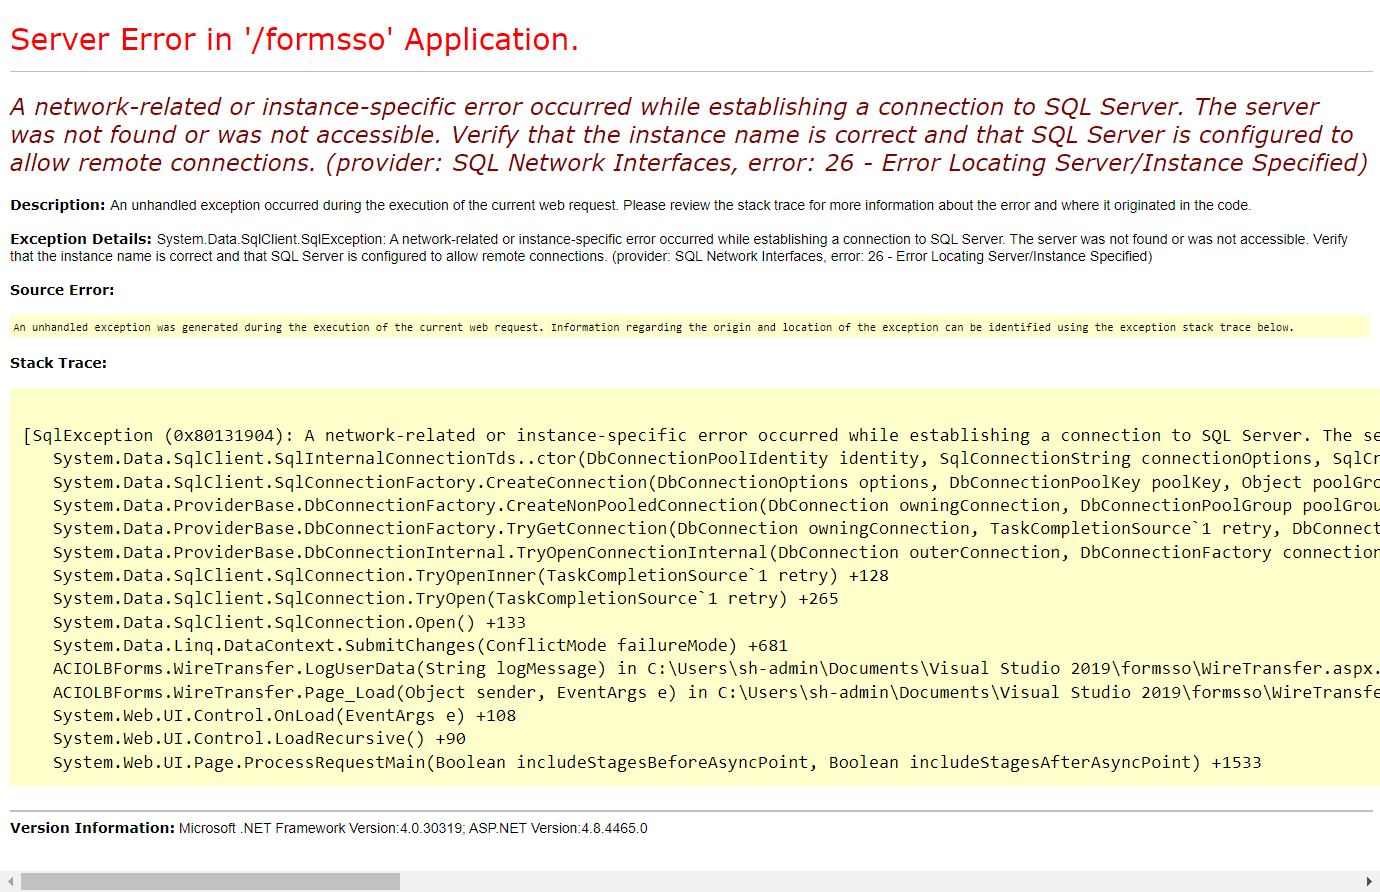 Server Error in '/formsso' Application.
A network-related or instance-specific error occurred while establishing a connection to SQL Server. The server
was not found or was not accessible. Verify that the instance name is correct and that SQL Server is configured to
allow remote connections. (provider: SQL Network Interfaces, error: 26 - Error Locating Server/Instance Specified)
Description: An unhandled exception occurred during the execution of the current web request. Please review the stack trace for more information about the error and where it originated in the code.
Exception Details: System.Data.SqlClient.SqlException: A network-related or instance-specific error occurred while establishing a connection to SQL Server. The server was not found or was not accessible. Verify
that the instance name is correct and that SQL Server is configured to allow remote connections. (provider: SQL Network Interfaces, error: 26 - Error Locating Server/Instance Specified)
Source Error:
An unhandled exception was generated during the execution of the current web request. Information regarding the origin and location of the exception can be identified using the exception stack trace below.
Stack Trace:
[SqlException (0x80131904): A network-related or instance-specific error occurred while establishing a connection to SQL Server. The se
System.Data.SqlClient.SqlInternalConnectionTds..ctor(DbConnectionPoolIdentity identity, SqlConnectionString connectionOptions, SqlCr
System.Data.SqlClient.SqlConnectionFactory.CreateConnection(DbConnectionOptions options, DbConnectionPoolKey poolKey, Object poolGro
System.Data.ProviderBase.DbConnectionFactory.CreateNonPooledConnection(DbConnection owningConnection, DbConnectionPoolGroup poolGrou
System.Data.ProviderBase.DbConnectionFactory.TryGetConnection(DbConnection owningConnection, TaskCompletionSource`1 retry, DbConnect
System.Data.ProviderBase.DbConnectionInternal.TryOpenConnectionInternal(DbConnection outerConnection, DbConnectionFactory connection
System.Data.SqlClient.SqlConnection.TryOpenInner(TaskCompletionSource`1 retry) +128
System.Data.SqlClient.SqlConnection.TryOpen(TaskCompletionSource`1 retry) +265
System.Data.SqlClient.SqlConnection.Open() +133
System.Data.Linq.DataContext.SubmitChanges(ConflictMode failureMode) +681
ACIOLBForms.WireTransfer.LogUserData(String logMessage) in C:\Users\sh-admin\Documents\Visual Studio 2019\formsso\WireTransfer.aspx.
ACIOLBForms.WireTransfer.Page_Load(Object sender, EventArgs e) in C:\Users\sh-admin\Documents\Visual Studio 2019\formsso\WireTransfe
System.Web.UI.Control.OnLoad(EventArgs e) +108
System.Web.UI.Control.LoadRecursive() +90
System.Web.UI.Page.ProcessRequestMain(Boolean includeStagesBeforeAsyncPoint, Boolean includeStagesAfterAsyncPoint) +1533
Version Information: Microsoft .NET Framework Version:4.0.30319; ASP.NET Version:4.8.4465.0